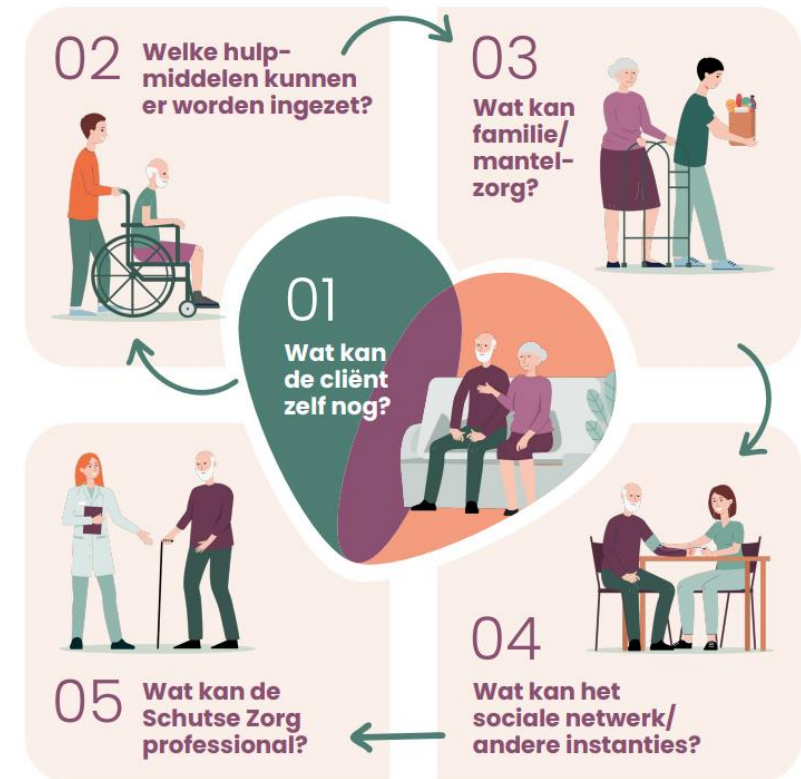 01
Wat kan
de cliënt
zelf nog?
02
Welke hulp-
middelen kunnen
er worden ingezet?
03
Wat kan
familie/
mantel-
zorg?
04
Wat kan het
sociale netwerk/
andere instanties?
05
Wat kan de
Schutse Zorg
professional?